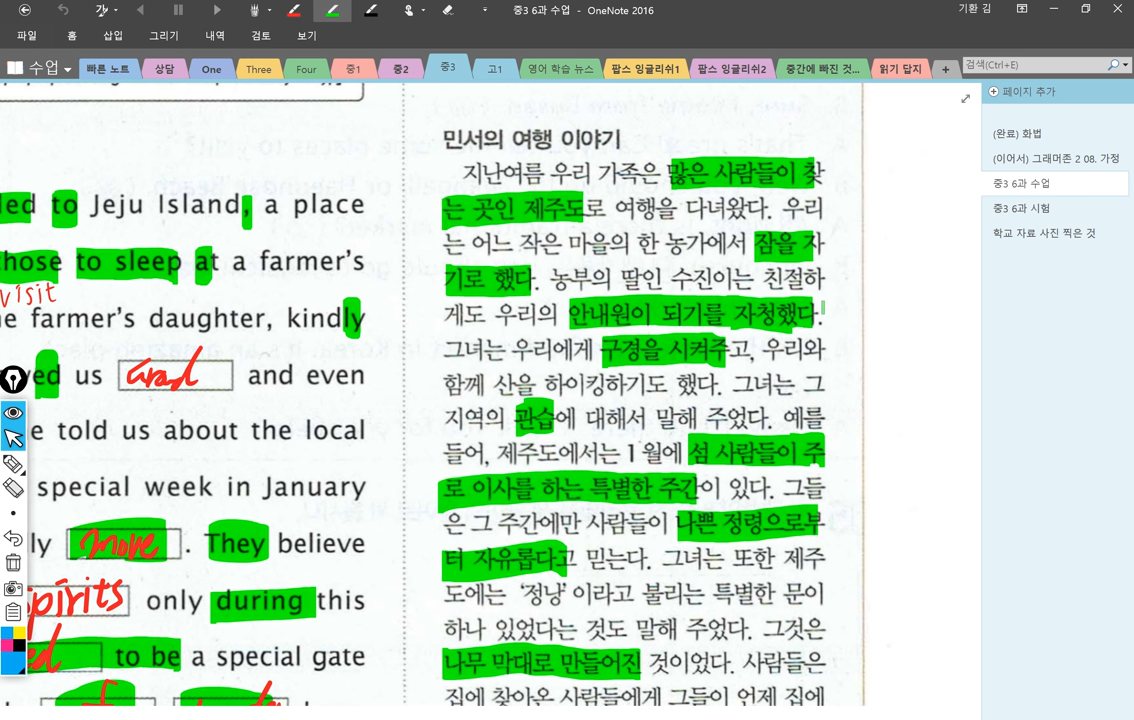 중3 6과 수업 - OneNote 2016
기환 김
파일 홈 삽입 그리기 내역 검토 보기
수업 빠른 노트 상담 One Three Four 중1 중2 중3 고1 영어 학습 뉴스 팝스 잉글리쉬1 팝스 잉글리쉬2 중간에 빠진 것... 읽기 답지 + 검색(Ctrl+E)
led to Jeju Island, a place
hose to sleep at a farmer's
visit
e farmer's daughter, kindly
ed us and even
e told us about the local
special week in January
ly move . They believe
pirits only during this
ed to be a special gate
민서의 여행 이야기
지난여름 우리 가족은 많은 사람들이 찾
는 곳인 제주도로 여행을 다녀왔다. 우리
는 어느 작은 마을의 한 농가에서 잠을 자
기로 했다. 농부의 딸인 수진이는 친절하
게도 우리의 안내원이 되기를 자청했다.
그녀는 우리에게 구경을 시켜주고, 우리와
함께 산을 하이킹하기도 했다. 그녀는 그
지역의 관습에 대해서 말해 주었다. 예를
들어, 제주도에서는 1월에 섬 사람들이 주
로 이사를 하는 특별한 주간이 있다. 그들
은 그 주간에만 사람들이 나쁜 정령으로부
터 자유롭다고 믿는다. 그녀는 또한 제주
도에는 '정낭'이라고 불리는 특별한 문이
하나 있었다는 것도 말해 주었다. 그것은
나무 막대로 만들어진 것이었다. 사람들은
집에 찾아온 사람들에게 그들이 언제 집에
페이지 추가
(완료) 화법
(이어서) 그래머존 2 08. 가정
중3 6과 수업
중3 6과 시험
학교 자료 사진 찍은 것